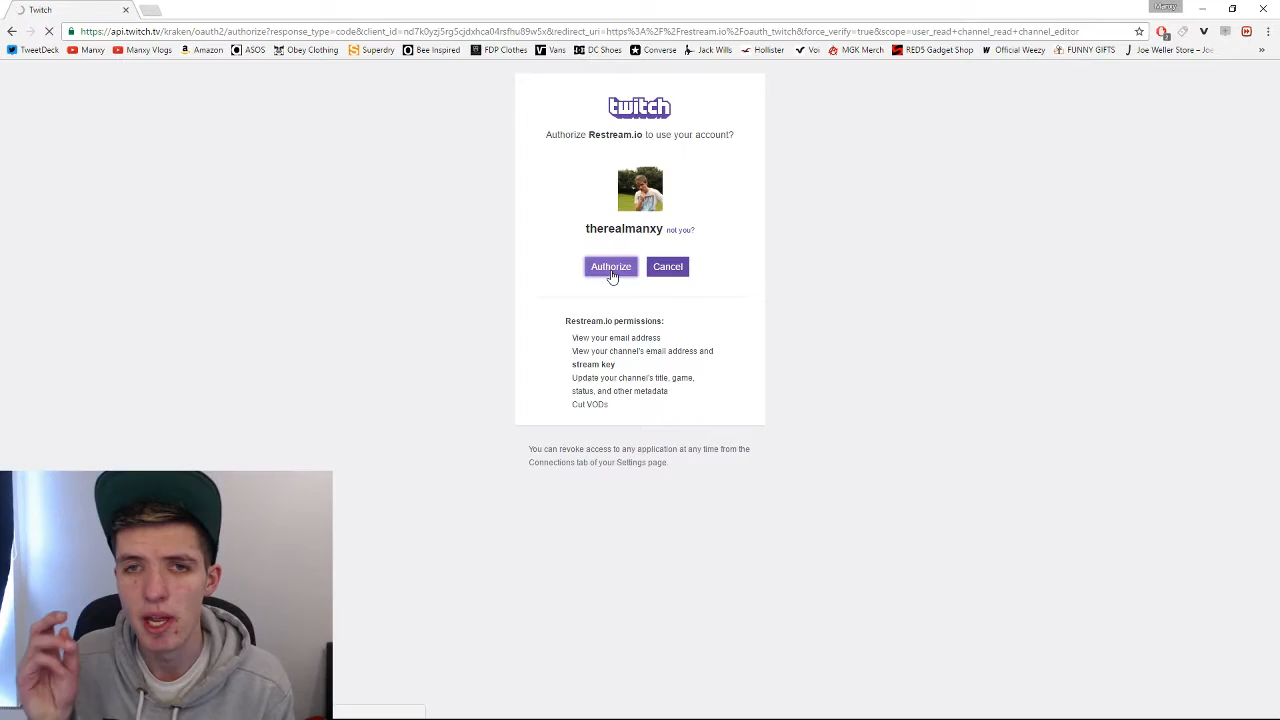 Twitch
Manxy
https://api.twitch.tv/kraken/oauth2/authorize?response_type=code&client_id=nd7k0yzj5rg5cjdxhca04rsfhu89w5x&redirect_uri=https%3A%2F%2Frestream.io%2Foauth_twitch&force_verify=true&scope=user_read+channel_read+channel_editor
TweetDeck Manxy Manxy Vlogs Amazon ASOS Obey Clothing Superdry Bee Inspired FDP Clothes Vans DC Shoes Converse Jack Wills Hollister MGK Merch RED5 Gadget Shop Official Weezy FUNNY GIFTS Joe Weller Store – Jo
twitch
Authorize Restream.io to use your account?
therealmanxy not you?
Authorize Cancel
Restream.io permissions:
View your email address
View your channel's email address and
stream key
Update your channel's title, game,
status, and other metadata
Cut VODs
You can revoke access to any application at any time from the
Connections tab of your Settings page.